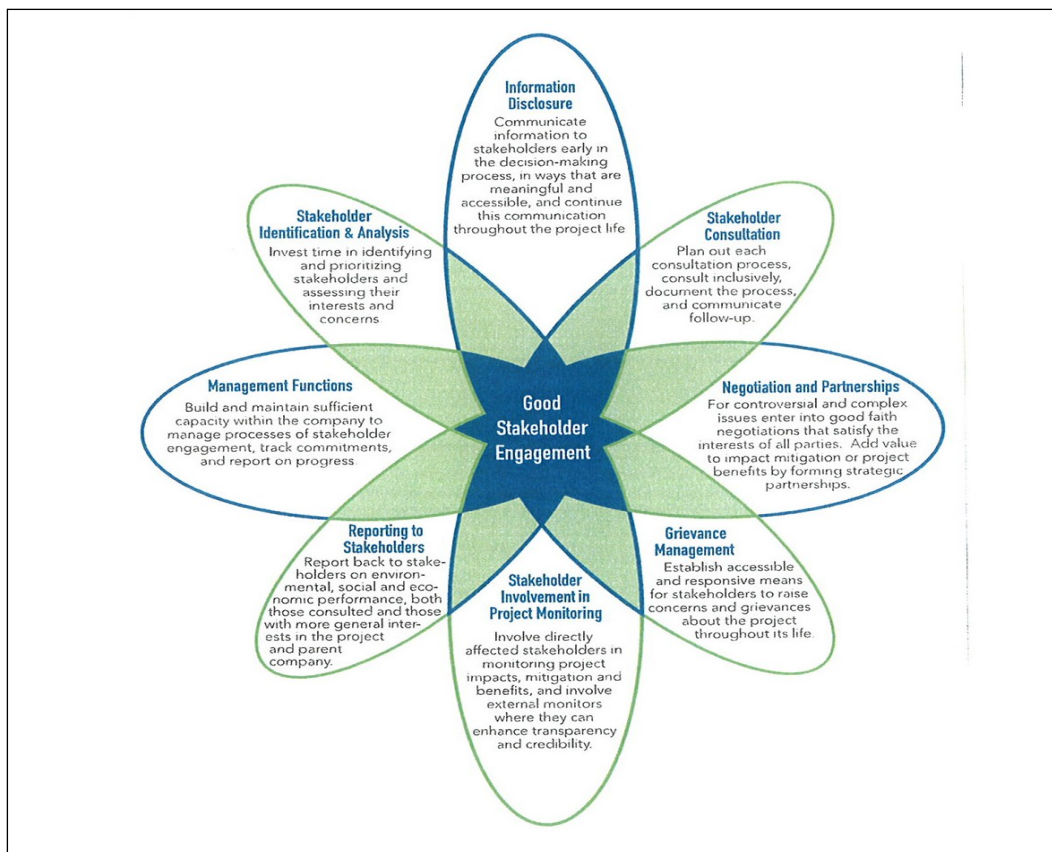 Information
Disclosure
Communicate
information to
stakeholders early in
the decision-making
process, in ways that are
meaningful and
accessible, and continue
this communication
throughout the project life
Stakeholder
Consultation
Plan out each
consultation process,
consult inclusively,
document the process,
and communicate
follow-up.
Negotiation and Partnerships
For controversial and complex
issues enter into good faith
negotiations that satisfy the
interests of all parties. Add value
to impact mitigation or project
benefits by forming strategic
partnerships.
Grievance
Management
Establish accessible
and responsive means
for stakeholders to raise
concerns and grievances
about the project
throughout its life.
Stakeholder
Involvement in
Project Monitoring
Involve directly
affected stakeholders in
monitoring project
impacts, mitigation and
benefits, and involve
external monitors
where they can
enhance transparency
and credibility.
Reporting to
Stakeholders
Report back to stake-
holders on environ-
mental, social and eco-
nomic performance, both
those consulted and those
with more general inter-
ests in the project
and parent
company.
Management Functions
Build and maintain sufficient
capacity within the company to
manage processes of stakeholder
engagement, track commitments,
and report on progress.
Stakeholder
Identification & Analysis
Invest time in identifying
and prioritizing
stakeholders and
assessing their
interests and
concerns
Good
Stakeholder
Engagement